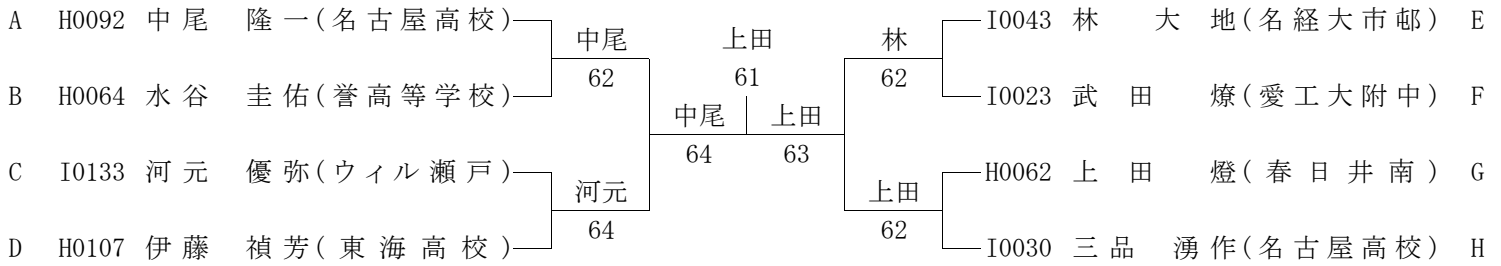 A H0092 中尾 隆一(名古屋高校)
I0043 林 大地(名経大市邨) E
中尾
上田
林
62
61
62
B H0064 水谷 圭佑(誉高等学校)
I0023 武田 燎(愛工大附中) F
中尾
上田
64
63
C I0133 河元 優弥(ウィル瀬戸)
H0062 上田 燈(春日井南) G
河元
上田
64
62
D H0107 伊藤 禎芳(東海高校)
I0030 三品 湧作(名古屋高校) H